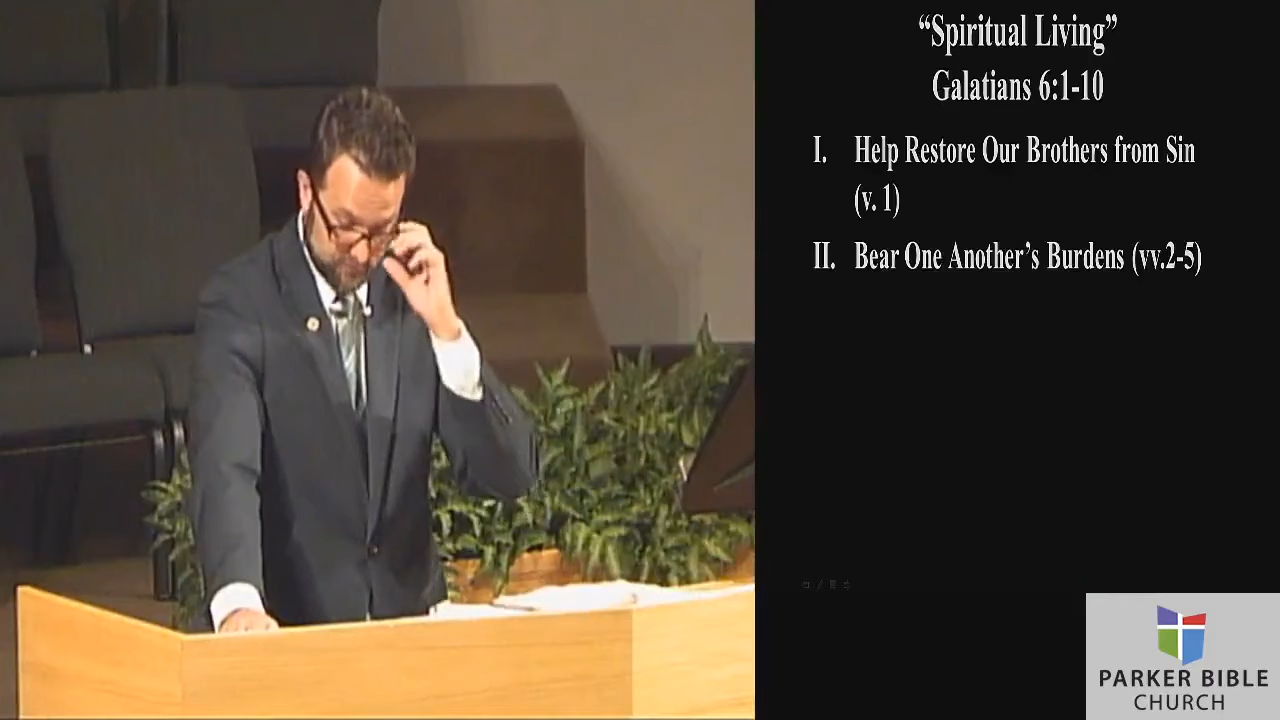 “Spiritual Living”
Galatians 6:1-10
I. Help Restore Our Brothers from Sin
(v. 1)
II. Bear One Another’s Burdens (vv.2-5)
PARKER BIBLE
CHURCH